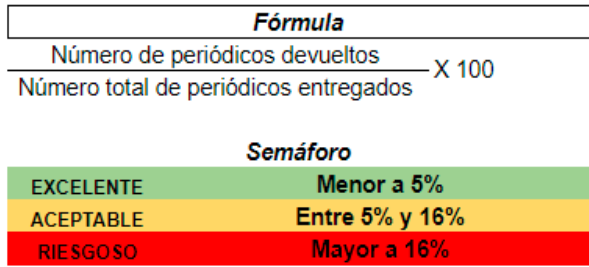 Fórmula
Número de periódicos devueltos
Número total de periódicos entregados
X 100
Semáforo
EXCELENTE Menor a 5%
ACEPTABLE Entre 5% y 16%
RIESGOSO Mayor a 16%